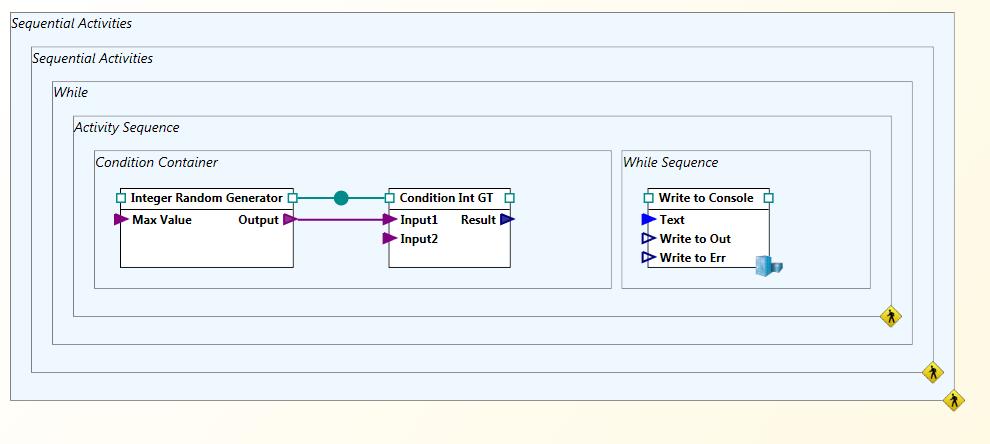 Sequential Activities
Sequential Activities
While
Activity Sequence
Condition Container
While Sequence
Integer Random Generator
Max Value Output
Condition Int GT
Input1 Result
Input2
Write to Console
Text
Write to Out
Write to Err